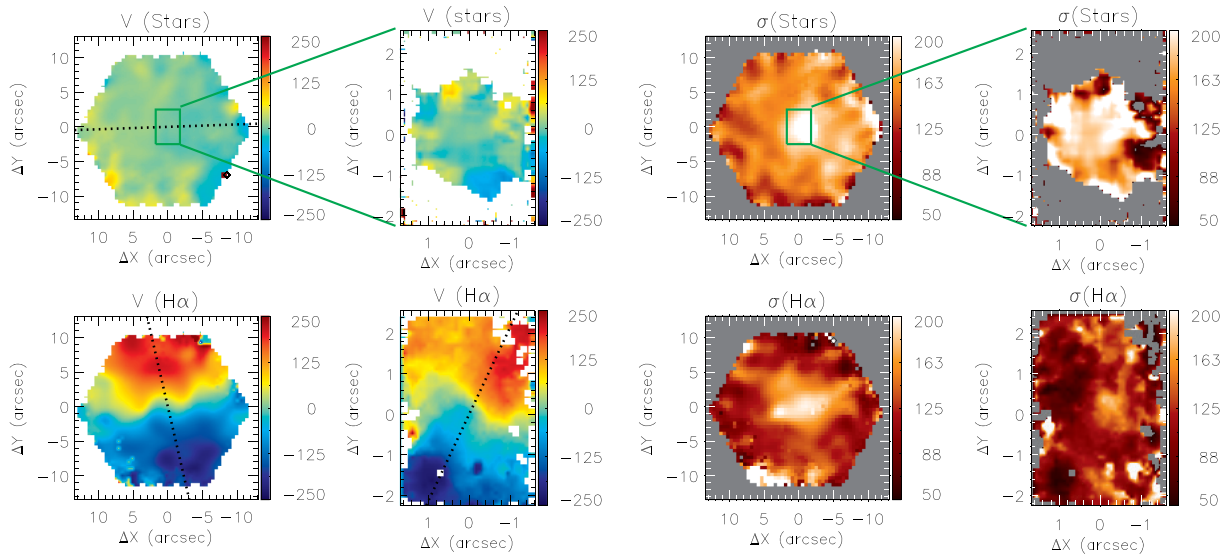 V (Stars)
V (stars)
σ(Stars)
σ(Stars)
10
5
0
−5
−10
ΔY (arcsec)
10 5 0 −5 −10
ΔX (arcsec)
250
125
0
−125
−250
2
1
0
−1
−2
ΔY (arcsec)
1 0 −1
ΔX (arcsec)
250
125
0
−125
−250
10
5
0
−5
−10
ΔY (arcsec)
10 5 0 −5 −10
ΔX (arcsec)
200
163
125
88
50
2
1
0
−1
−2
ΔY (arcsec)
1 0 −1
ΔX (arcsec)
200
163
125
88
50
V (Hα)
V (Hα)
σ(Hα)
σ(Hα)
10
5
0
−5
−10
ΔY (arcsec)
10 5 0 −5 −10
ΔX (arcsec)
250
125
0
−125
−250
2
1
0
−1
−2
ΔY (arcsec)
1 0 −1
ΔX (arcsec)
250
125
0
−125
−250
10
5
0
−5
−10
ΔY (arcsec)
10 5 0 −5 −10
ΔX (arcsec)
200
163
125
88
50
2
1
0
−1
−2
ΔY (arcsec)
1 0 −1
ΔX (arcsec)
200
163
125
88
50